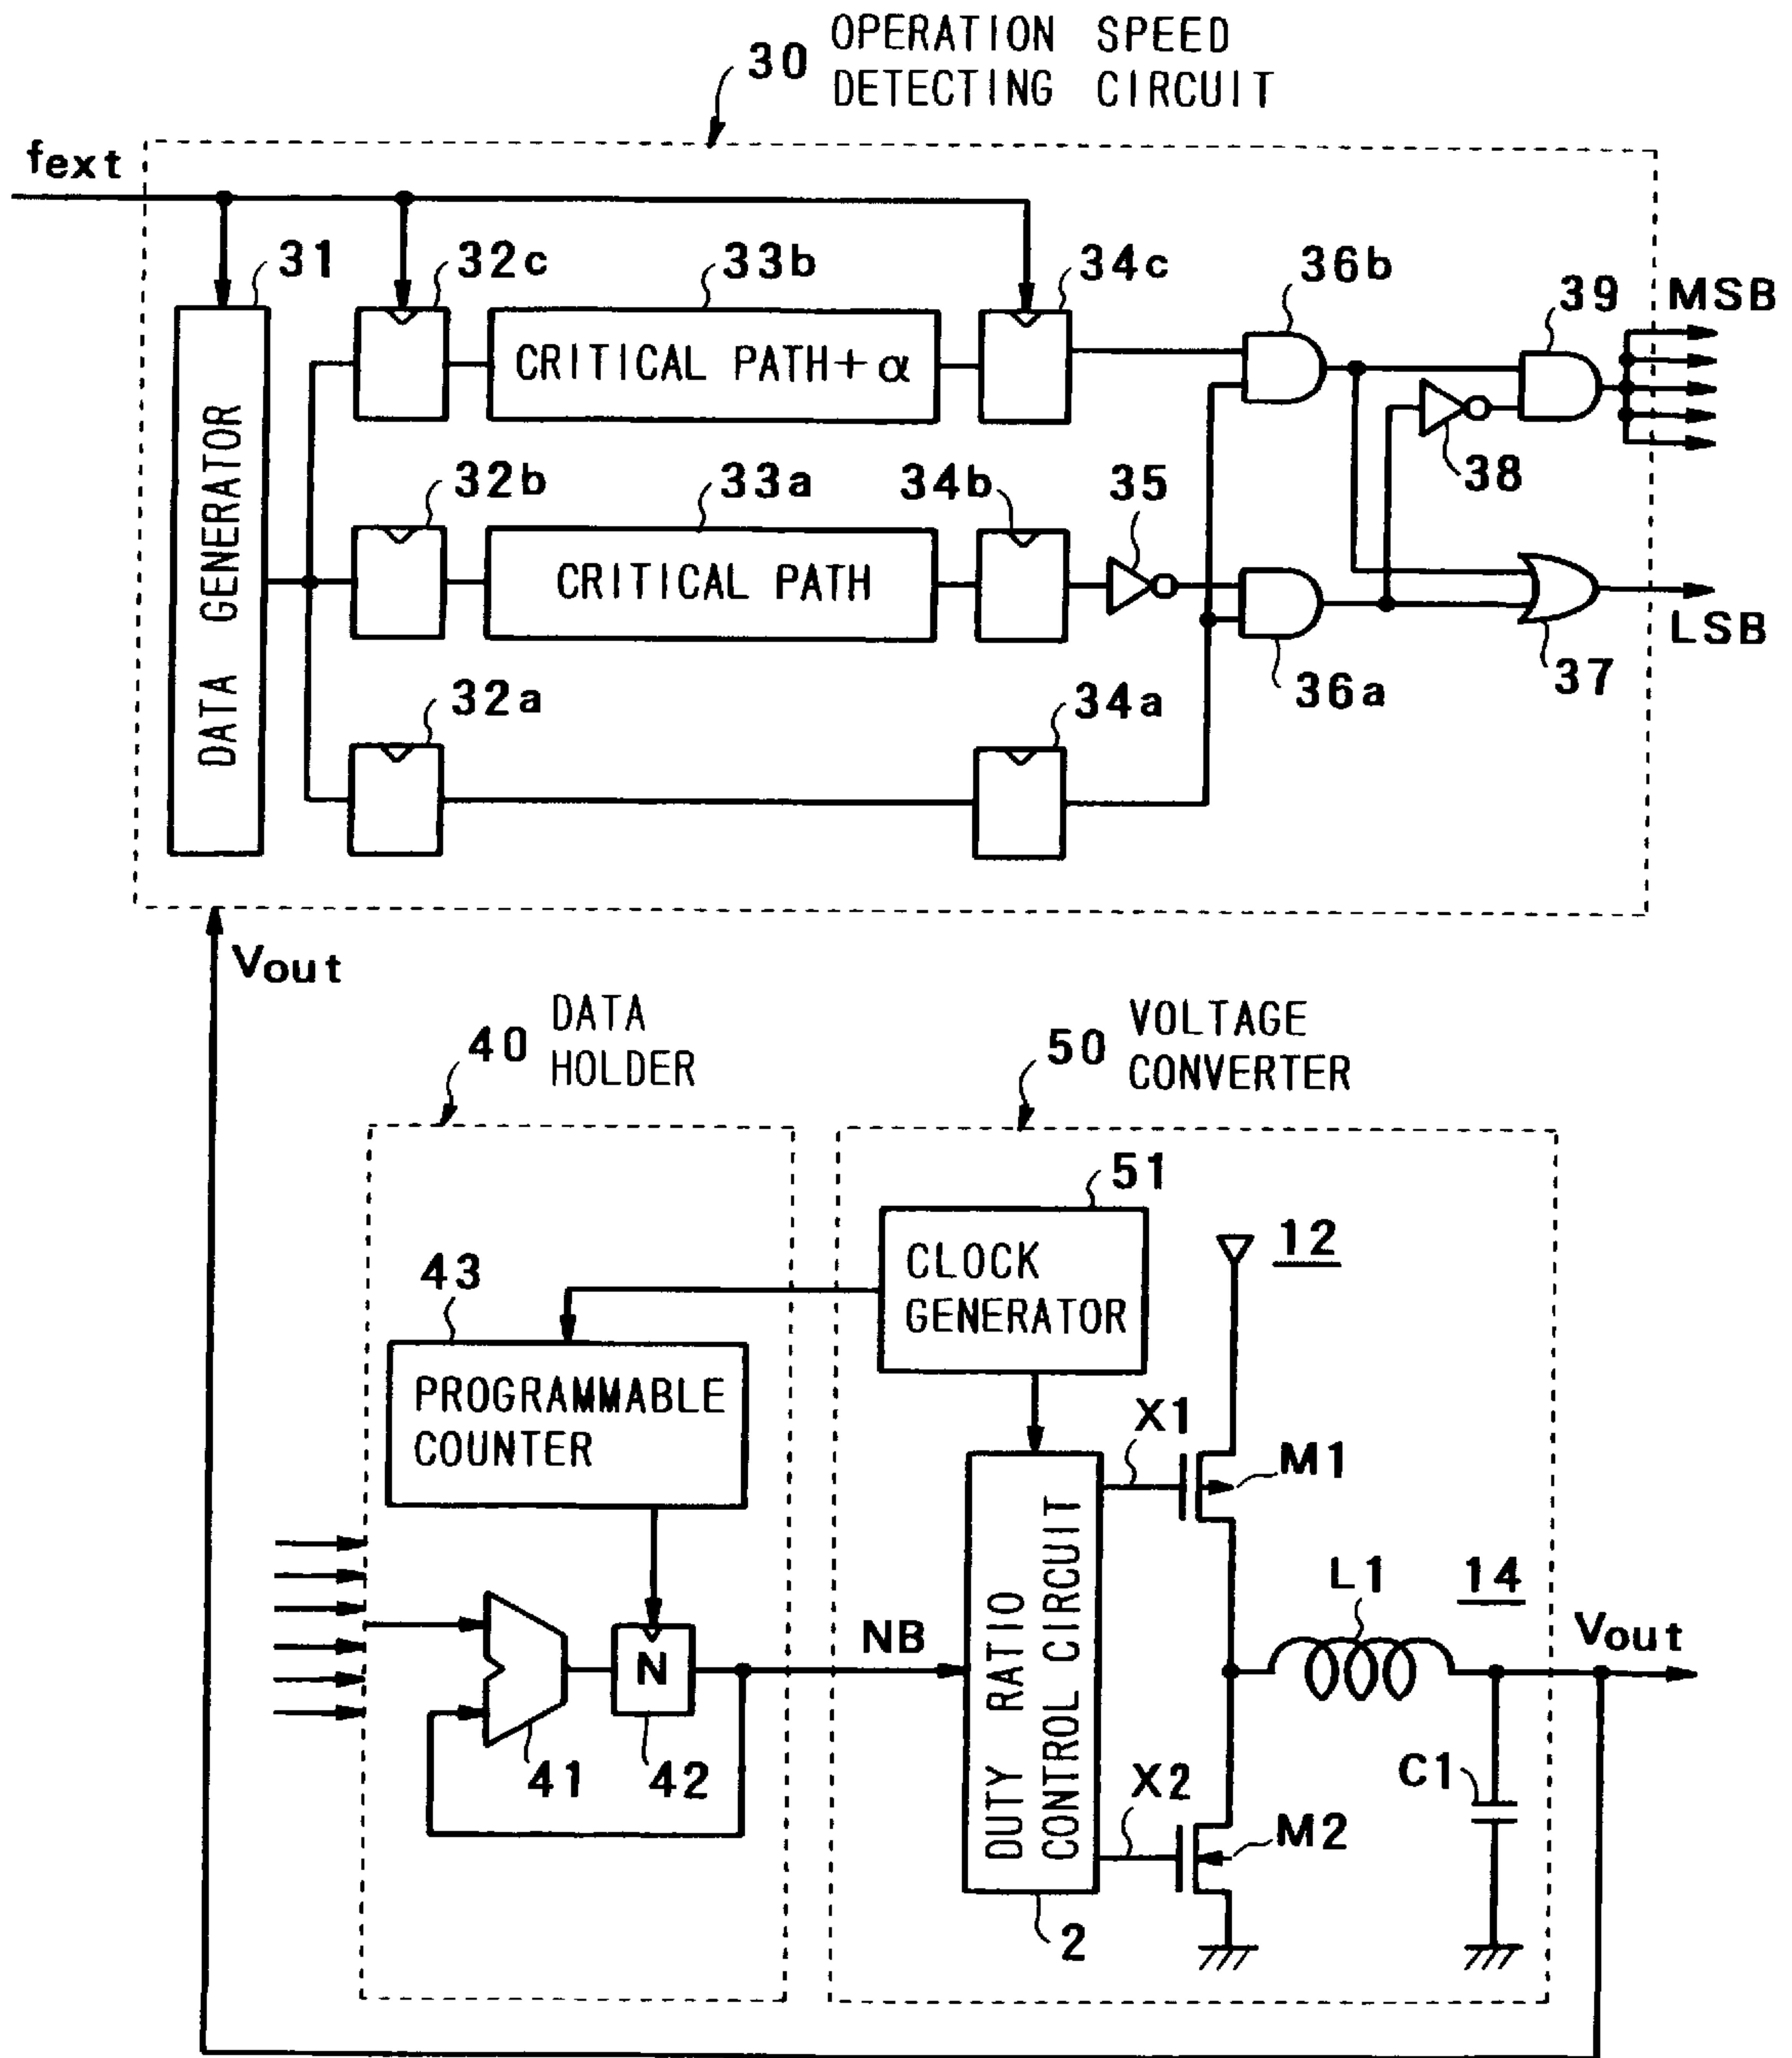 30 OPERATION SPEED
DETECTING CIRCUIT
fext
31
32c
33b
34c
36b
39
MSB
CRITICAL PATH+α
DATA GENERATOR
32b
33a
34b
35
38
CRITICAL PATH
LSB
32a
34a
36a
37
Vout
40 DATA
HOLDER
50 VOLTAGE
CONVERTER
51
12
43
CLOCK
GENERATOR
PROGRAMMABLE
COUNTER
X1
M1
L1
14
Vout
NB
N
41
42
DUTY RATIO
CONTROL CIRCUIT
X2
C1
M2
2